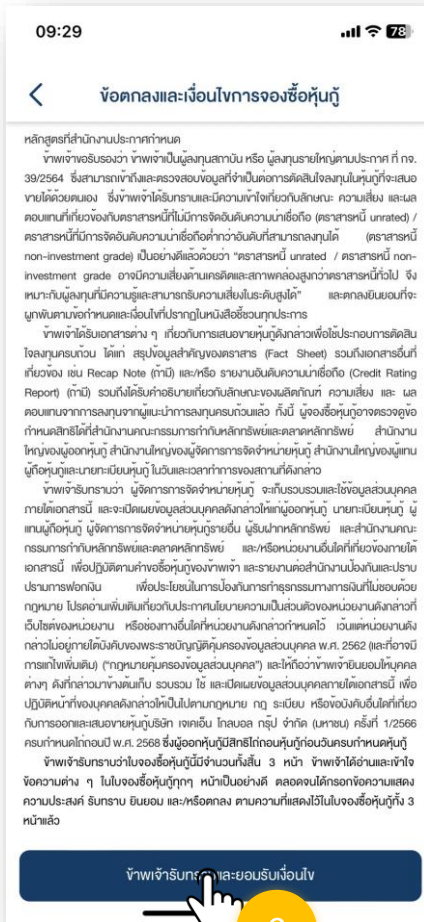 09:29
78
ข้อตกลงและเงื่อนไขการจองซื้อหุ้นกู้
หลักสูตรที่สำนักงานประกาศกำหนด
ข้าพเจ้าขอรับรองว่า ข้าพเจ้าเป็นผู้ลงทุนสถาบัน หรือ ผู้ลงทุนรายใหญ่ตามประกาศ ที่ กจ.
39/2564 ซึ่งสามารถเข้าถึงและตรวจสอบข้อมูลที่จำเป็นต่อการตัดสินใจลงทุนในหุ้นกู้ที่จะเสนอ
ขายได้ด้วยตนเอง ซึ่งข้าพเจ้าได้รับทราบและมีความเข้าใจเกี่ยวกับลักษณะ ความเสี่ยง และผล
ตอบแทนที่เกี่ยวข้องกับตราสารหนี้ที่ไม่มีการจัดอันดับความน่าเชื่อถือ (ตราสารหนี้ unrated) /
ตราสารหนี้ที่มีการจัดอันดับความน่าเชื่อถือต่ำกว่าอันดับที่สามารถลงทุนได้ (ตราสารหนี้
non-investment grade) เป็นอย่างดีแล้วด้วยว่า “ตราสารหนี้ unrated / ตราสารหนี้ non-
investment grade อาจมีความเสี่ยงด้านเครดิตและสภาพคล่องสูงกว่าตราสารหนี้ทั่วไป จึง
เหมาะกับผู้ลงทุนที่มีความรู้และสามารถรับความเสี่ยงในระดับสูงได้” และตกลงยินยอมที่จะ
ผูกพันตามข้อกำหนดและเงื่อนไขที่ปรากฏในหนังสือชี้ชวนทุกประการ
ข้าพเจ้าได้รับเอกสารต่าง ๆ เกี่ยวกับการเสนอขายหุ้นกู้ดังกล่าวเพื่อใช้ประกอบการตัดสิน
ใจลงทุนครบถ้วน ได้แก่ สรุปข้อมูลสำคัญของตราสาร (Fact Sheet) รวมถึงเอกสารอื่นที่
เกี่ยวข้อง เช่น Recap Note (ถ้ามี) และ/หรือ รายงานอันดับความน่าเชื่อถือ (Credit Rating
Report) (ถ้ามี) รวมถึงได้รับคำอธิบายเกี่ยวกับลักษณะของผลิตภัณฑ์ ความเสี่ยง และ ผล
ตอบแทนจากการลงทุนจากผู้แนะนำการลงทุนครบถ้วนแล้ว ทั้งนี้ ผู้จองซื้อหุ้นกู้อาจตรวจดูข้อ
กำหนดสิทธิได้ที่สำนักงานคณะกรรมการกำกับหลักทรัพย์และตลาดหลักทรัพย์ สำนักงาน
ใหญ่ของผู้ออกหุ้นกู้ สำนักงานใหญ่ของผู้จัดการการจัดจำหน่ายหุ้นกู้ สำนักงานใหญ่ของผู้แทน
ผู้ถือหุ้นกู้และนายทะเบียนหุ้นกู้ ในวันและเวลาทำการของสถานที่ดังกล่าว
ข้าพเจ้ารับทราบว่า ผู้จัดการการจัดจำหน่ายหุ้นกู้ จะเก็บรวบรวมและใช้ข้อมูลส่วนบุคคล
ภายใต้เอกสารนี้ และจะเปิดเผยข้อมูลส่วนบุคคลดังกล่าวให้แก่ผู้ออกหุ้นกู้ นายทะเบียนหุ้นกู้ ผู้
แทนผู้ถือหุ้นกู้ ผู้จัดการการจัดจำหน่ายหุ้นกู้รายอื่น ผู้รับฝากหลักทรัพย์ และสำนักงานคณะ
กรรมการกำกับหลักทรัพย์และตลาดหลักทรัพย์ และ/หรือหน่วยงานอื่นใดที่เกี่ยวข้องภายใต้
เอกสารนี้ เพื่อปฏิบัติตามคำขอซื้อหุ้นกู้ของข้าพเจ้า และรายงานต่อสำนักงานป้องกันและปราบ
ปรามการฟอกเงิน เพื่อประโยชน์ในการป้องกันการทำธุรกรรมทางการเงินที่ไม่ชอบด้วย
กฎหมาย โปรดอ่านเพิ่มเติมเกี่ยวกับประกาศนโยบายความเป็นส่วนตัวของหน่วยงานดังกล่าวที่
เว็บไซต์ของหน่วยงาน หรือช่องทางอื่นใดที่หน่วยงานดังกล่าวกำหนดไว้ เว้นแต่หน่วยงานดัง
กล่าวไม่อยู่ภายใต้บังคับของพระราชบัญญัติคุ้มครองข้อมูลส่วนบุคคล พ.ศ. 2562 (และที่อาจมี
การแก้ไขเพิ่มเติม) (“กฎหมายคุ้มครองข้อมูลส่วนบุคคล”) และให้ถือว่าข้าพเจ้ายินยอมให้บุคคล
ต่างๆ ดังที่กล่าวมาข้างต้นเก็บ รวบรวม ใช้ และเปิดเผยข้อมูลส่วนบุคคลภายใต้เอกสารนี้ เพื่อ
ปฏิบัติหน้าที่ของบุคคลดังกล่าวให้เป็นไปตามกฎหมาย กฎ ระเบียบ หรือข้อบังคับอื่นใดที่เกี่ยว
กับการออกและเสนอขายหุ้นกู้บริษัท เจเคเอ็น โกลบอล กรุ๊ป จำกัด (มหาชน) ครั้งที่ 1/2566
ครบกำหนดไถ่ถอนปี พ.ศ. 2568 ซึ่งผู้ออกหุ้นกู้มีสิทธิไถ่ถอนหุ้นกู้ก่อนวันครบกำหนดหุ้นกู้
ข้าพเจ้ารับทราบว่าใบจองซื้อหุ้นกู้นี้มีจำนวนทั้งสิ้น 3 หน้า ข้าพเจ้าได้อ่านและเข้าใจ
ข้อความต่าง ๆ ในใบจองซื้อหุ้นกู้ทุกๆ หน้าเป็นอย่างดี ตลอดจนได้กรอกข้อความแสดง
ความประสงค์ รับทราบ ยินยอม และ/หรือตกลง ตามความที่แสดงไว้ในใบจองซื้อหุ้นกู้ทั้ง 3
หน้าแล้ว
ข้าพเจ้ารับทราบและยอมรับเงื่อนไข